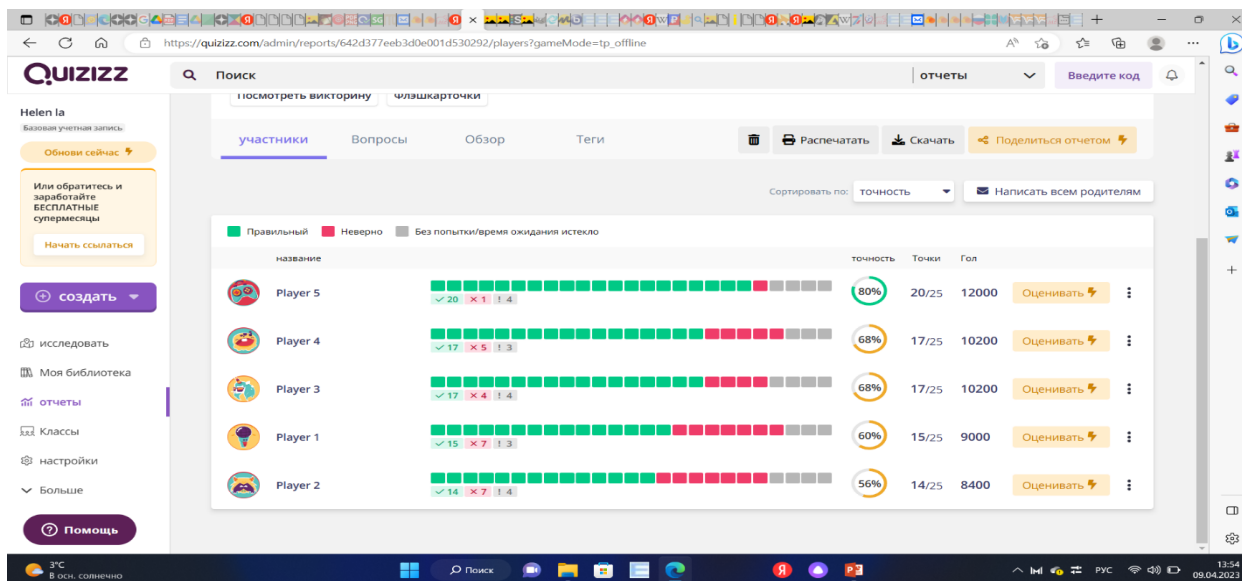 https://quizizz.com/admin/reports/642d377eeb3d0e001d530292/players?gameMode=tp_offline
QUIZIZZ
Поиск
отчеты
Введите код
Helen la
Базовая учетная запись
Обнови сейчас
Посмотреть викторину
Флэшкарточки
участники
Вопросы
Обзор
Теги
Распечатать
Скачать
Поделиться отчетом
Или обратитесь и
заработайте
БЕСПЛАТНЫЕ
супермесяцы
Начать ссылаться
Сортировать по:
точность
Написать всем родителям
Правильный
Неверно
Без попытки/время ожидания истекло
название
точность
Точки
Гол
создать
исследовать
Моя библиотека
отчеты
Классы
настройки
Больше
Помощь
Player 5
20
1
4
80%
20/25
12000
Оценивать
Player 4
17
5
3
68%
17/25
10200
Оценивать
Player 3
17
4
4
68%
17/25
10200
Оценивать
Player 1
15
7
3
60%
15/25
9000
Оценивать
Player 2
14
7
4
56%
14/25
8400
Оценивать
3°C
В осн. солнечно
Поиск
РУС
13:54
09.04.2023